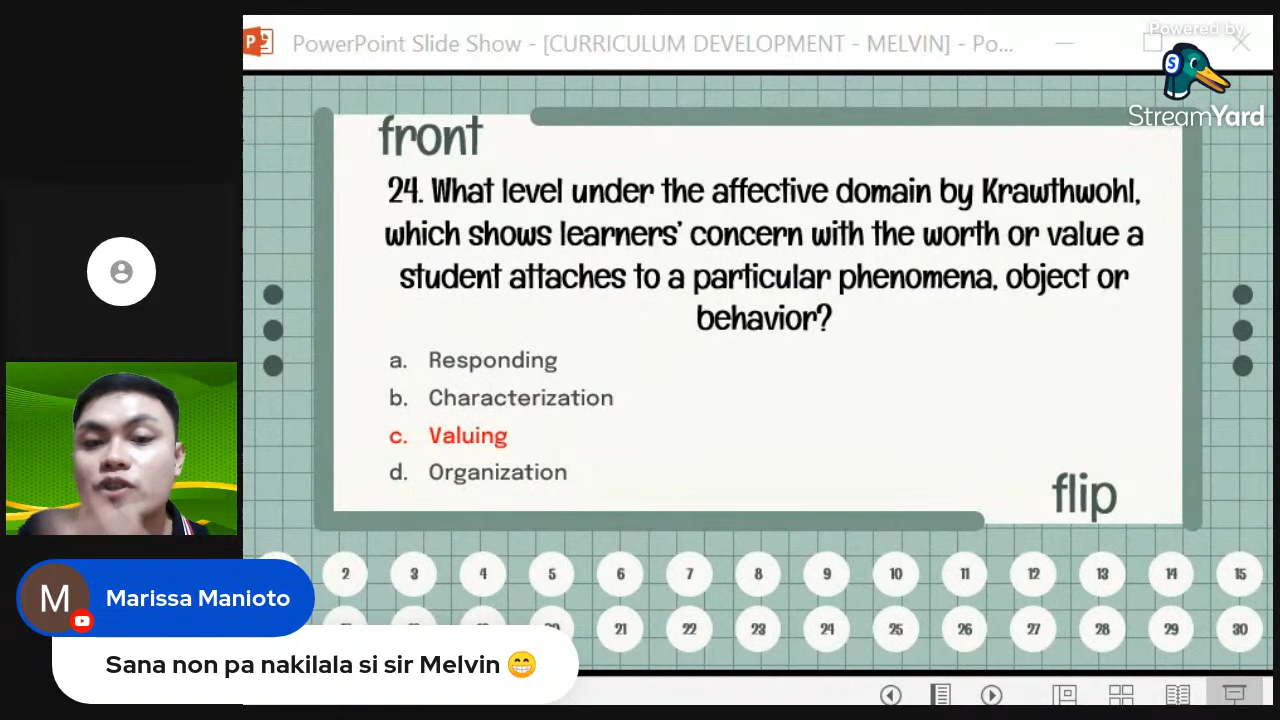 PowerPoint Slide Show - [CURRICULUM DEVELOPMENT - MELVIN] - Po...
Powered by
StreamYard
front
24. What level under the affective domain by Krawthwohl,
which shows learners' concern with the worth or value a
student attaches to a particular phenomena, object or
behavior?
a. Responding
b. Characterization
c. Valuing
d. Organization
flip
2 3 4 5 6 7 8 9 10 11 12 13 14 15
21 22 23 24 25 26 27 28 29 30
M
Marissa Manioto
Sana non pa nakilala si sir Melvin 😁